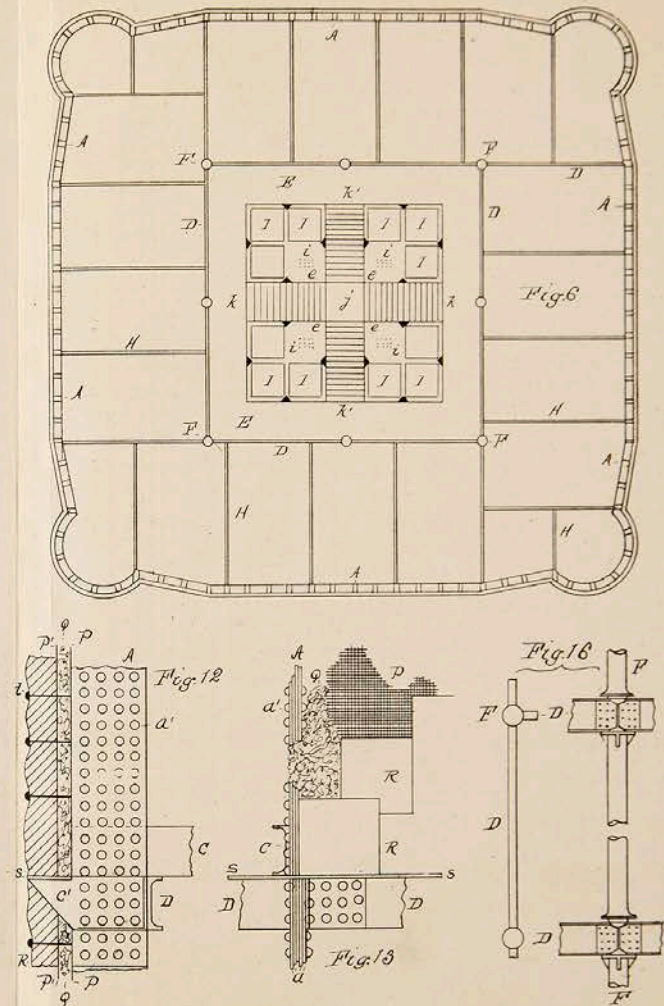 A
F F
E D
k'
A D D A
I I I I
i i
I
e e
k j k Fig. 6
H
e e
i i
A I I I I H
k'
F E F
D A
H H
A
Q
P' P A
Fig. 12
t a'
C
S C' D
R
P' P
Q
A Q P
a'
R
C R
S S
D D
a Fig. 13
Fig. 16
F
F D D
D
D
F